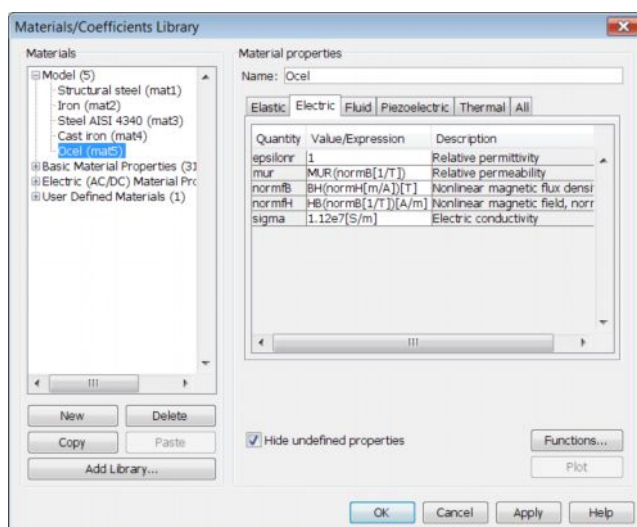 Materials/Coefficients Library
Materials
Model (5)
Structural steel (mat1)
Iron (mat2)
Steel AISI 4340 (mat3)
Cast iron (mat4)
Ocel (mat5)
Basic Material Properties (31
Electric (AC/DC) Material Pro
User Defined Materials (1)
New Delete
Copy Paste
Add Library...
Material properties
Name: Ocel
Elastic Electric Fluid Piezoelectric Thermal All
Quantity Value/Expression Description
epsilonr 1 Relative permittivity
mur MUR(normB[1/T]) Relative permeability
normfB BH(normH[m/A])[T] Nonlinear magnetic flux densi
normfH HB(normB[1/T])[A/m] Nonlinear magnetic field, norr
sigma 1.12e7[S/m] Electric conductivity
Hide undefined properties
Functions...
Plot
OK Cancel Apply Help